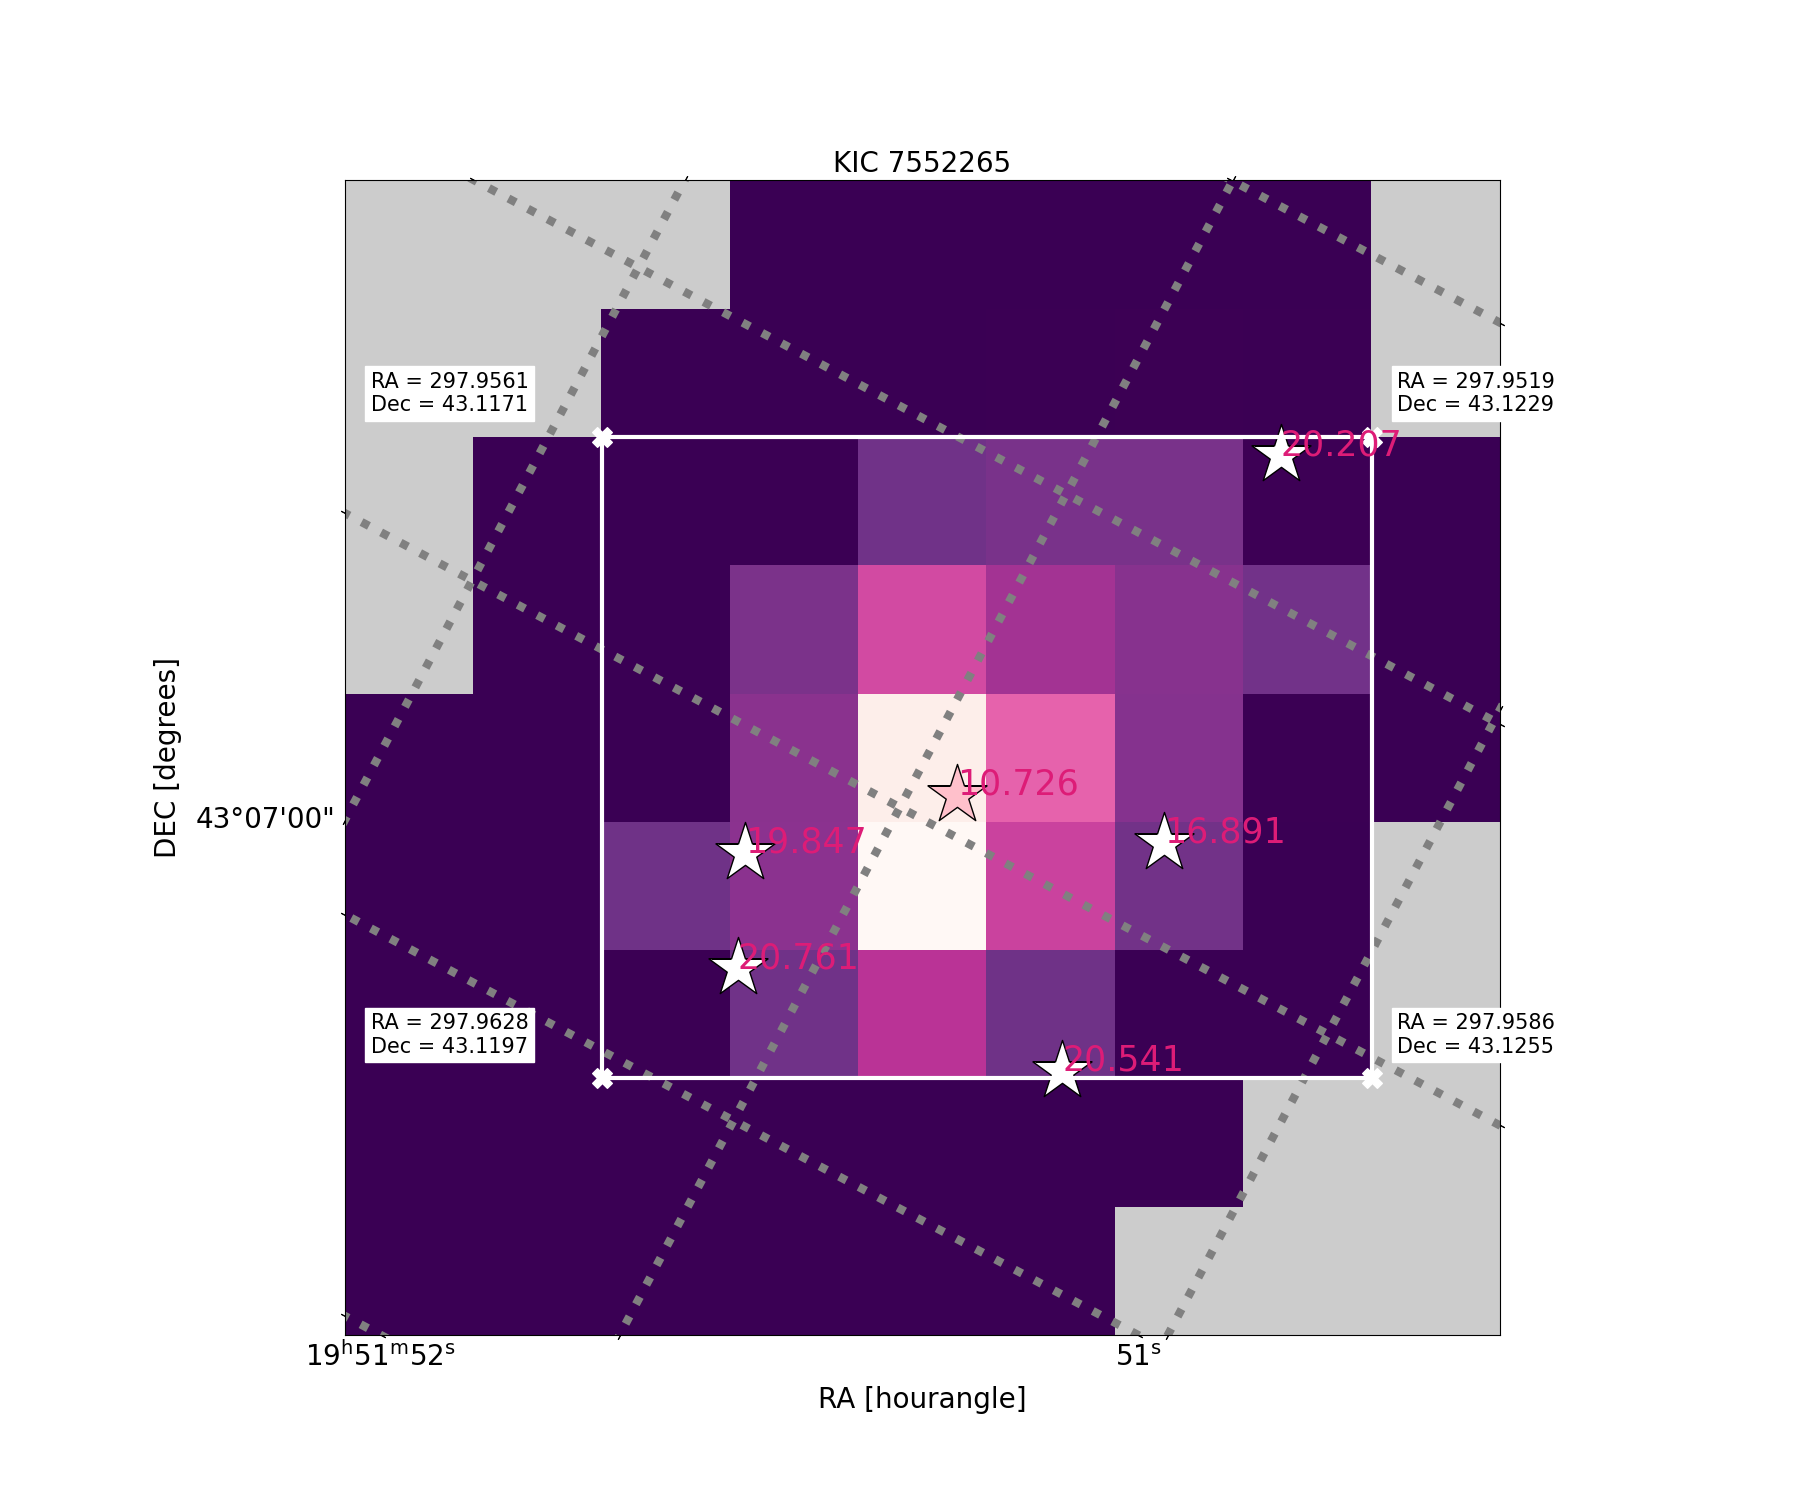 KIC 7552265
RA = 297.9561
Dec = 43.1171
RA = 297.9519
Dec = 43.1229
20.207
10.726
19.847
16.891
20.761
20.541
RA = 297.9628
Dec = 43.1197
RA = 297.9586
Dec = 43.1255
DEC [degrees]
43°07'00"
19ʰ51ᵐ52ˢ
51ˢ
RA [hourangle]